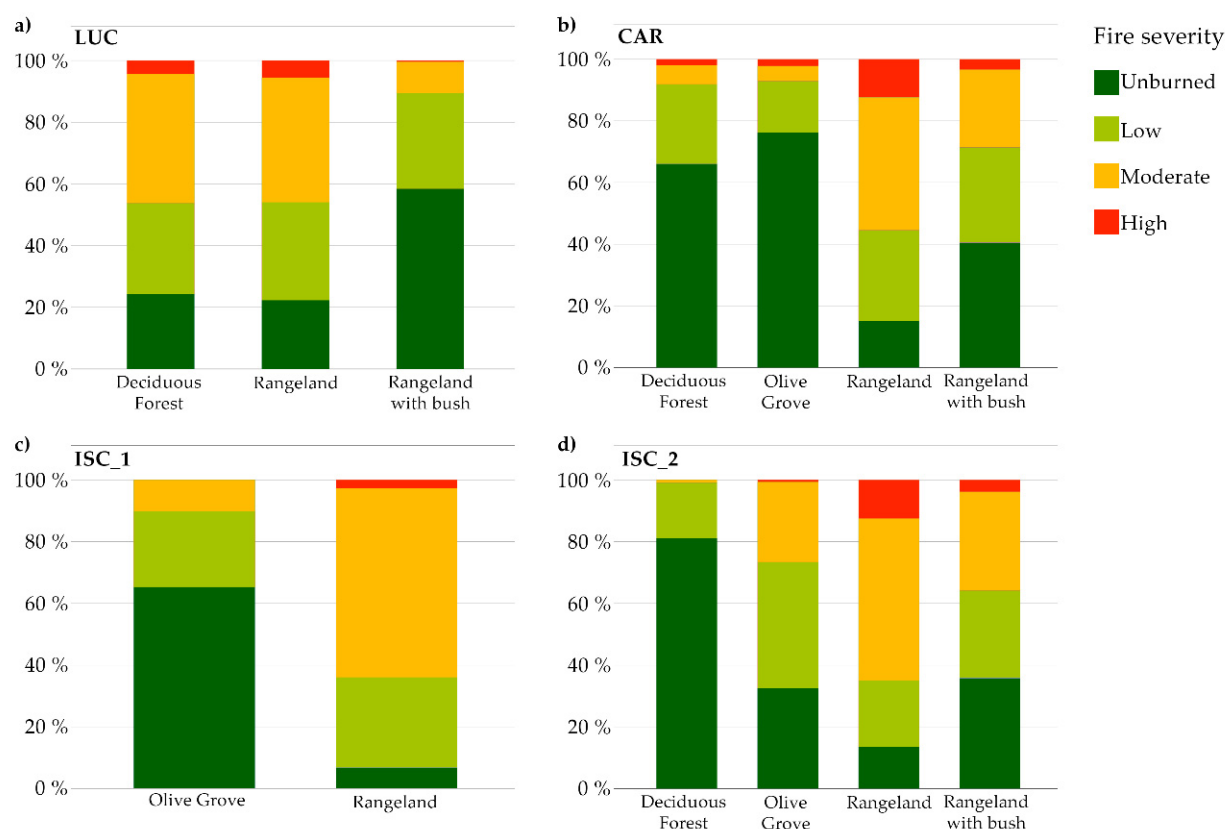 a)
LUC
100 %
80 %
60 %
40 %
20 %
0 %
Deciduous
Forest
Rangeland
Rangeland
with bush
b)
CAR
100 %
80 %
60 %
40 %
20 %
0 %
Deciduous
Forest
Olive
Grove
Rangeland
Rangeland
with bush
Fire severity
Unburned
Low
Moderate
High
c)
ISC_1
100 %
80 %
60 %
40 %
20 %
0 %
Olive Grove
Rangeland
d)
ISC_2
100 %
80 %
60 %
40 %
20 %
0 %
Deciduous
Forest
Olive
Grove
Rangeland
Rangeland
with bush